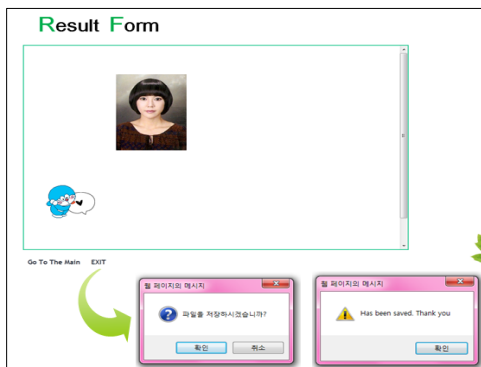 Result Form
Go To The Main EXIT
웹 페이지의 메시지
파일을 저장하시겠습니까?
확인 취소
웹 페이지의 메시지
Has been saved. Thank you
확인